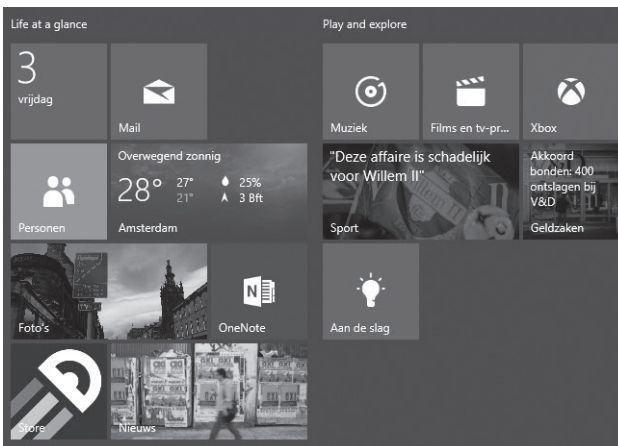 Life at a glance
3
vrijdag
Mail
Personen
Overwegend zonnig
28° 27° 25%
21° 3 Bft
Amsterdam
Foto's
N
OneNote
Store
Nieuws
Play and explore
Muziek
Films en tv-pr...
Xbox
"Deze affaire is schadelijk
voor Willem II"
Sport
Akkoord
bonden: 400
ontslagen bij
V&D
Geldzaken
Aan de slag